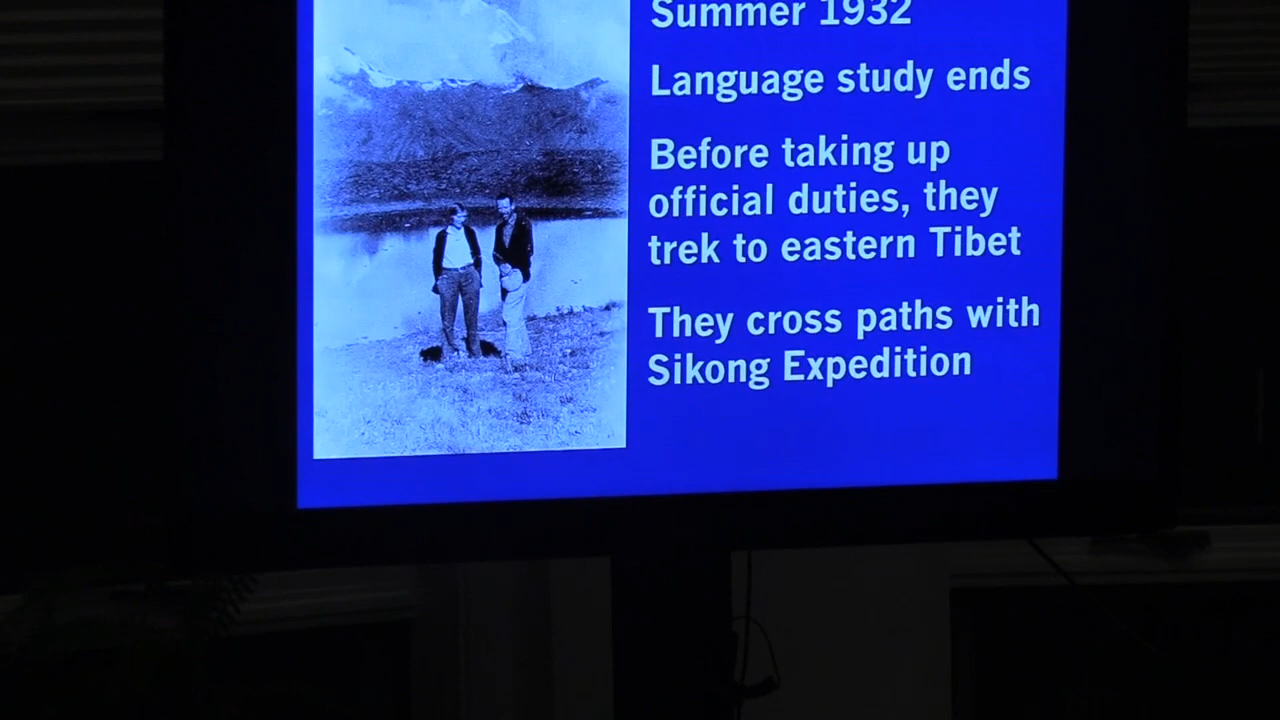 Summer 1932
Language study ends
Before taking up
official duties, they
trek to eastern Tibet
They cross paths with
Sikong Expedition